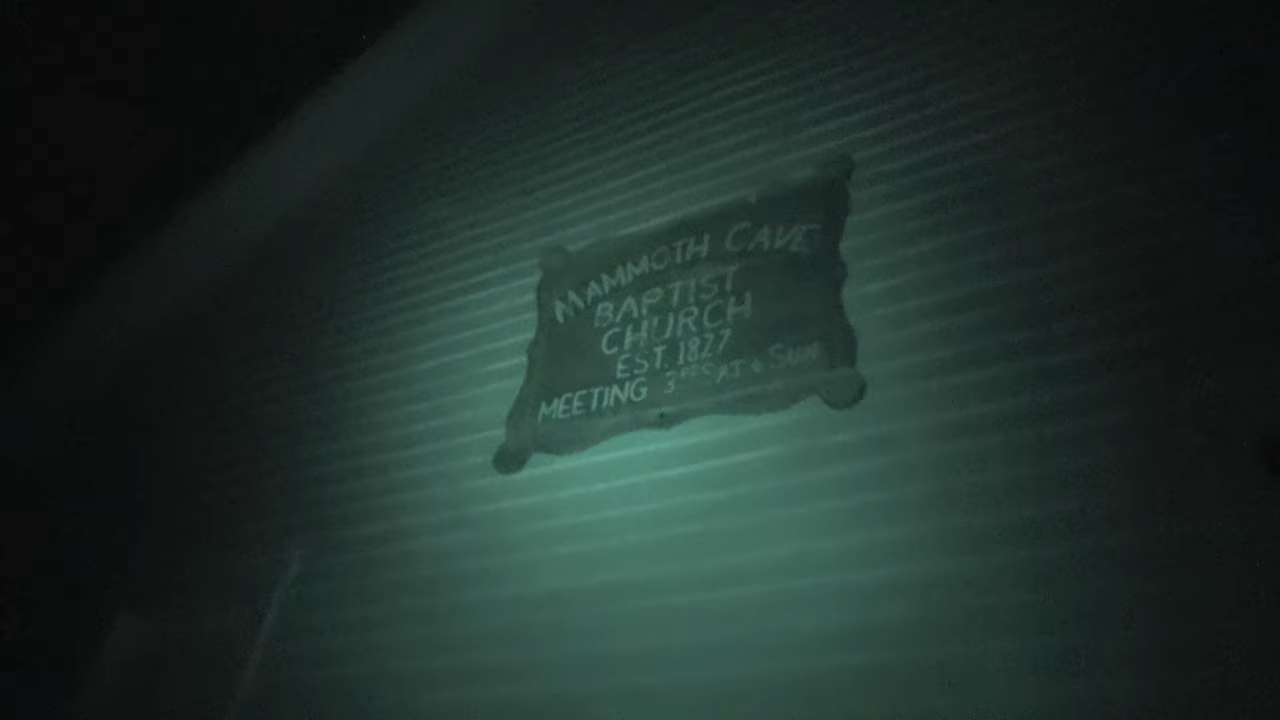 MAMMOTH CAVE
BAPTIST
CHURCH
EST. 1827
MEETING 3RD SAT & SUN